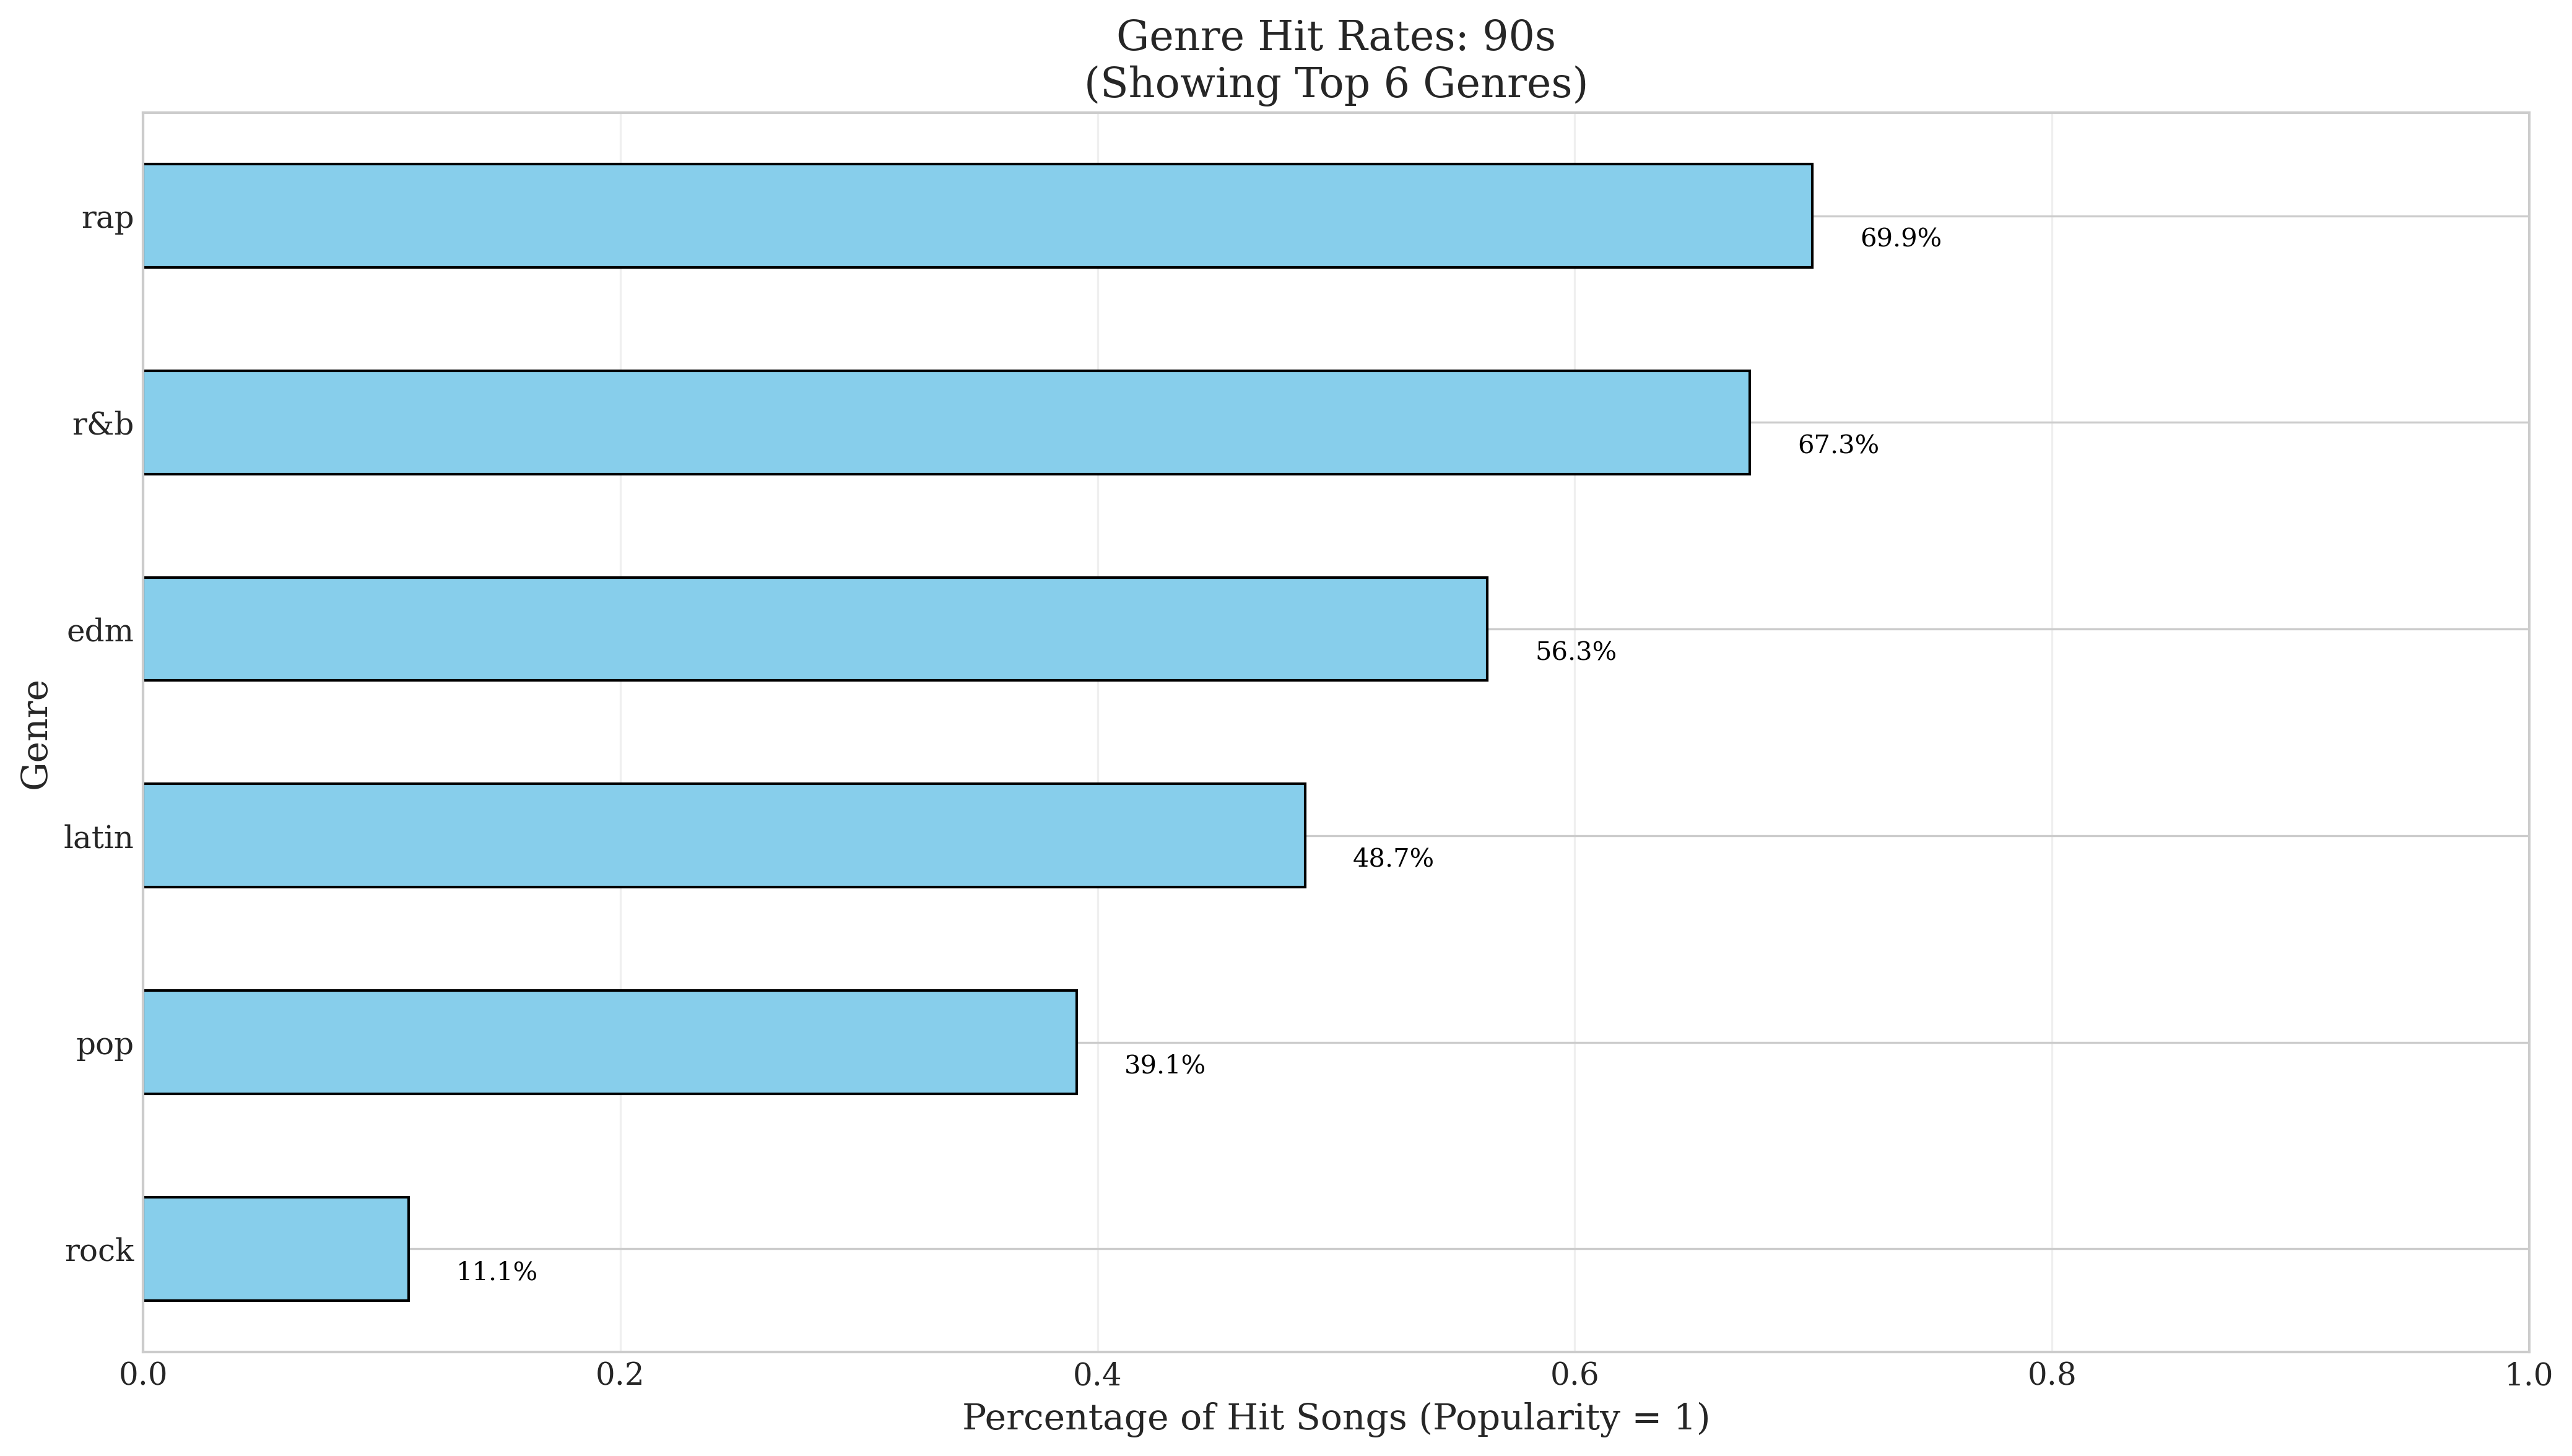 Genre Hit Rates: 90s
(Showing Top 6 Genres)
rap
69.9%
r&b
67.3%
edm
56.3%
latin
48.7%
pop
39.1%
rock
11.1%
Genre
0.0 0.2 0.4 0.6 0.8 1.0
Percentage of Hit Songs (Popularity = 1)